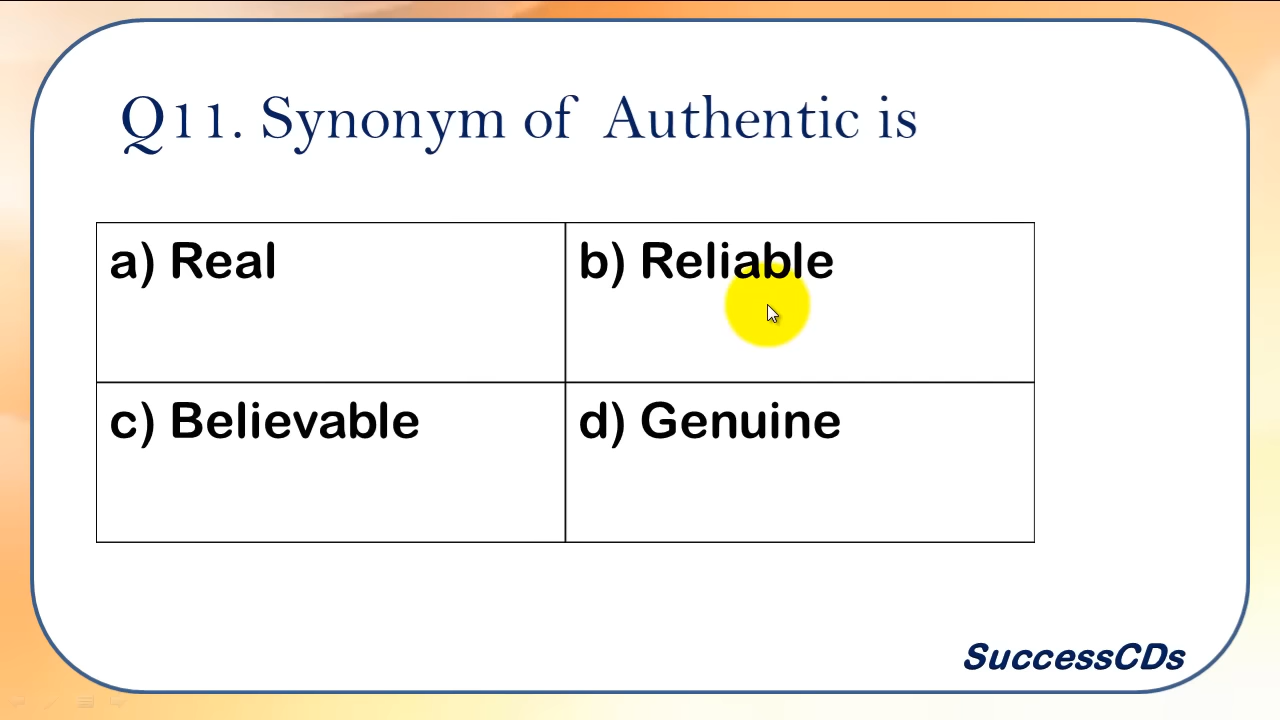 Q11. Synonym of Authentic is
a) Real
b) Reliable
c) Believable
d) Genuine
SuccessCDs